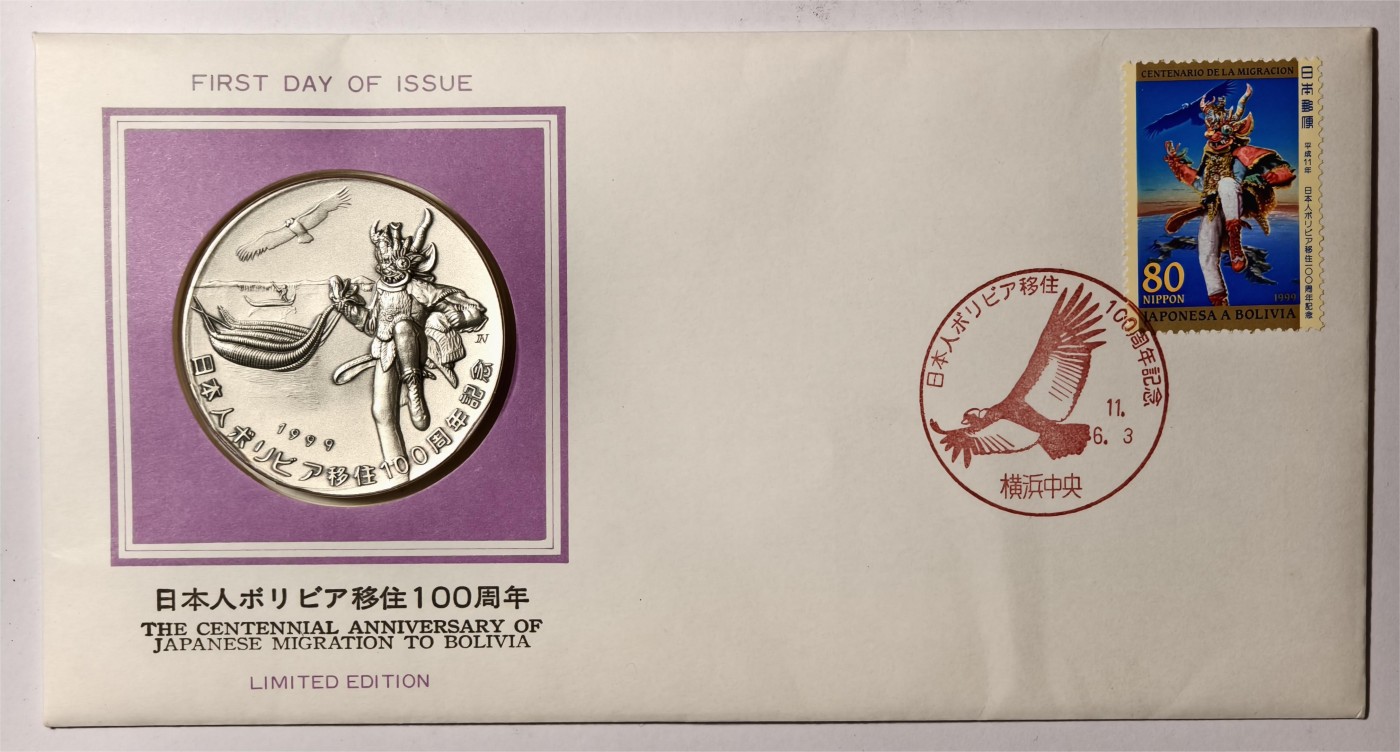 FIRST DAY OF ISSUE
1999
日本人ボリビア移住100周年記念
IN
日本人ボリビア移住100周年
THE CENTENNIAL ANNIVERSARY OF
JAPANESE MIGRATION TO BOLIVIA
LIMITED EDITION
CENTENARIO DE LA MIGRACIÓN
日本郵便
平成11年 日本人ボリビア移住一〇〇周年記念
80
NIPPON
1999
JAPONESA A BOLIVIA
日本人ボリビア移住 100周年記念
11.
6. 3
横浜中央